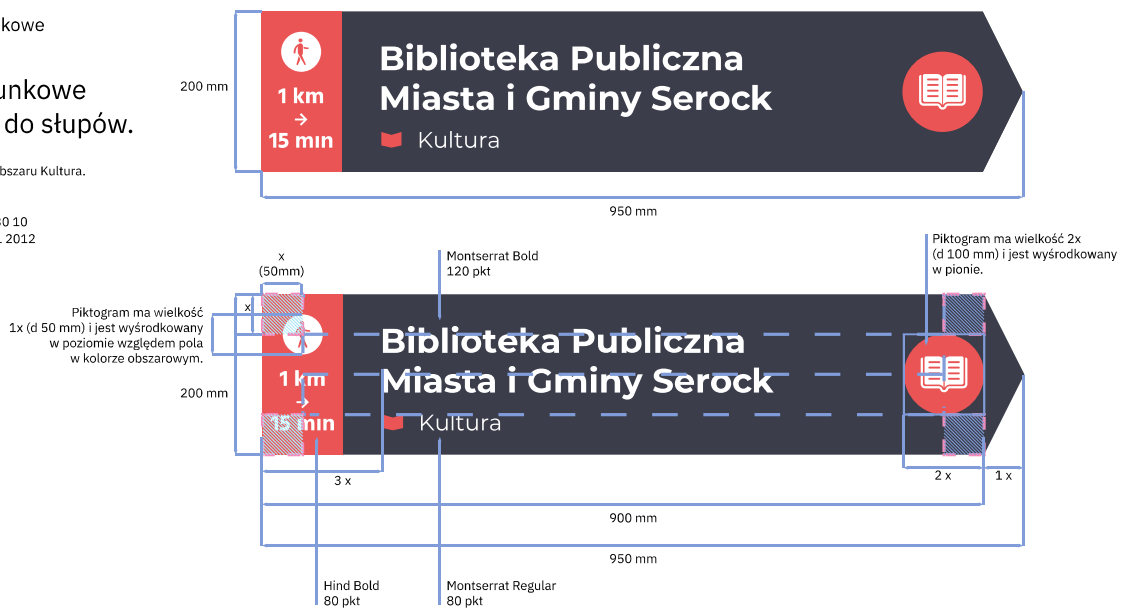 kowe
unkowe
do słupów.
bszaru Kultura.
30 10
. 2012
200 mm
1 km
→
15 min
Biblioteka Publiczna
Miasta i Gminy Serock
Kultura
950 mm
x
(50mm)
x
Montserrat Bold
120 pkt
Piktogram ma wielkość 2x
(d 100 mm) i jest wyśrodkowany
w pionie.
Piktogram ma wielkość
1x (d 50 mm) i jest wyśrodkowany
w poziomie względem pola
w kolorze obszarowym.
200 mm
1 km
→
15 min
Biblioteka Publiczna
Miasta i Gminy Serock
Kultura
3 x
2 x
1 x
900 mm
950 mm
Hind Bold
80 pkt
Montserrat Regular
80 pkt